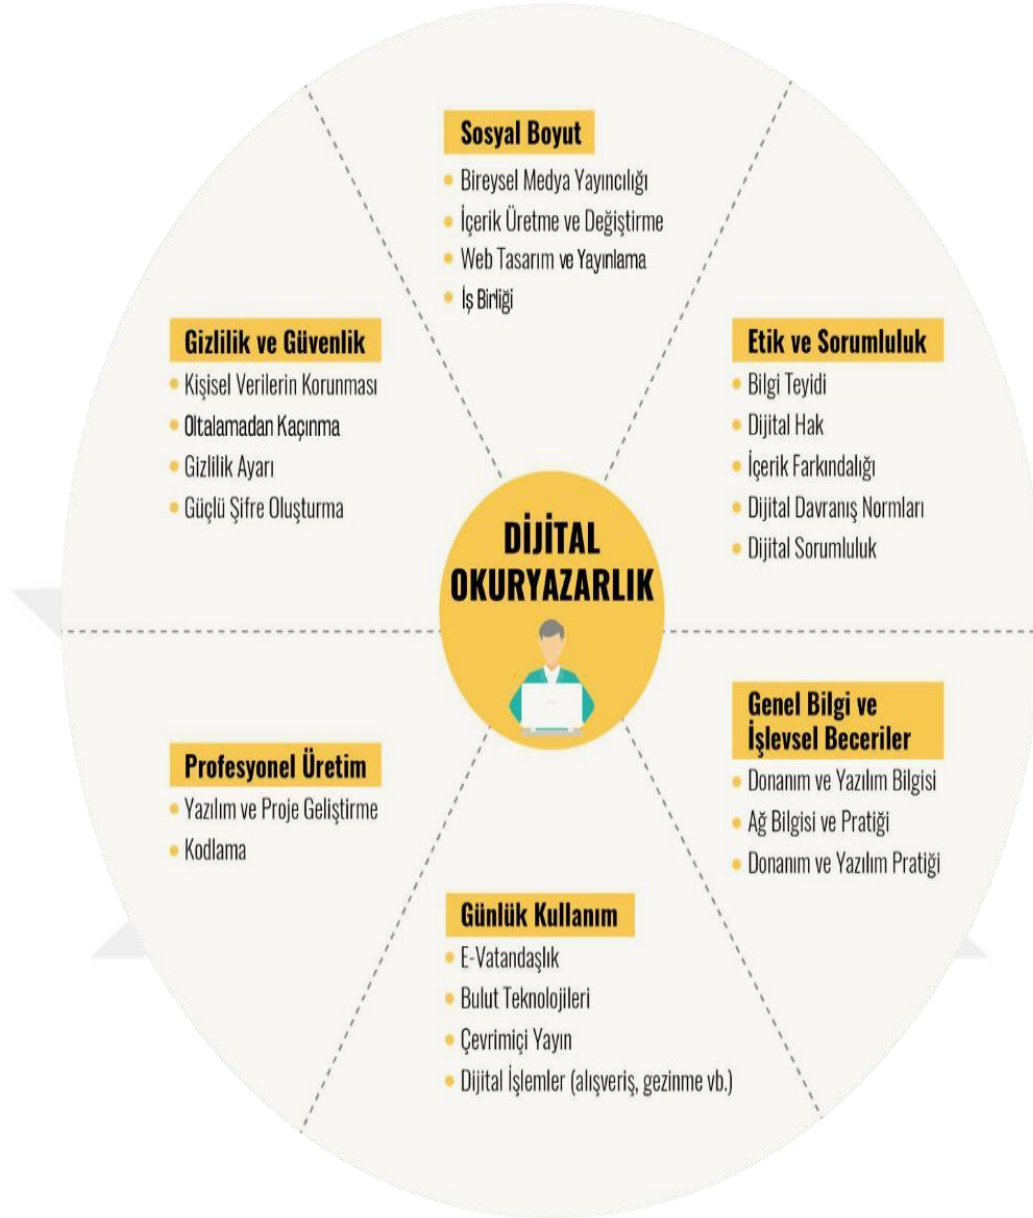 Sosyal Boyut
Bireysel Medya Yayıncılığı
İçerik Üretme ve Değiştirme
Web Tasarım ve Yayınlama
İş Birliği
Gizlilik ve Güvenlik
Kişisel Verilerin Korunması
Oltalamadan Kaçınma
Gizlilik Ayarı
Güçlü Şifre Oluşturma
Etik ve Sorumluluk
Bilgi Teyidi
Dijital Hak
İçerik Farkındalığı
Dijital Davranış Normları
Dijital Sorumluluk
DİJİTAL
OKURYAZARLIK
Profesyonel Üretim
Yazılım ve Proje Geliştirme
Kodlama
Genel Bilgi ve
İşlevsel Beceriler
Donanım ve Yazılım Bilgisi
Ağ Bilgisi ve Pratiği
Donanım ve Yazılım Pratiği
Günlük Kullanım
E-Vatandaşlık
Bulut Teknolojileri
Çevrimiçi Yayın
Dijital İşlemler (alışveriş, gezinme vb.)